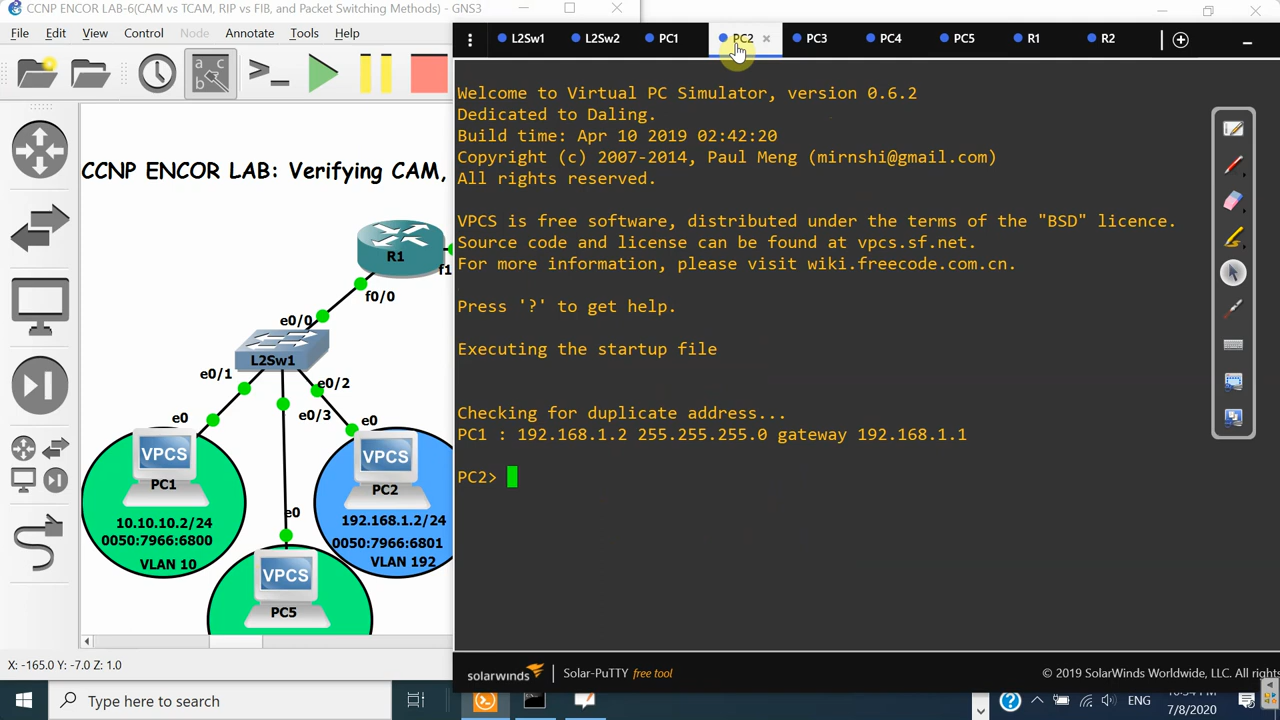 CCNP ENCOR LAB-6(CAM vs TCAM, RIP vs FIB, and Packet Switching Methods) - GNS3
File Edit View Control Node Annotate Tools Help
L2Sw1 L2Sw2 PC1 PC2 PC3 PC4 PC5 R1 R2
CCNP ENCOR LAB: Verifying CAM,
R1
f1
f0/0
e0/0
L2Sw1
e0/1
e0/2
e0/3
e0
e0
e0
VPCS
PC1
10.10.10.2/24
0050:7966:6800
VLAN 10
VPCS
PC2
192.168.1.2/24
0050:7966:6801
VLAN 192
VPCS
PC5
X: -165.0 Y: -7.0 Z: 1.0
Welcome to Virtual PC Simulator, version 0.6.2
Dedicated to Daling.
Build time: Apr 10 2019 02:42:20
Copyright (c) 2007-2014, Paul Meng (mirnshi@gmail.com)
All rights reserved.
VPCS is free software, distributed under the terms of the "BSD" licence.
Source code and license can be found at vpcs.sf.net.
For more information, please visit wiki.freecode.com.cn.
Press '?' to get help.
Executing the startup file
Checking for duplicate address...
PC1 : 192.168.1.2 255.255.255.0 gateway 192.168.1.1
PC2>
solarwinds Solar-PuTTY free tool
© 2019 SolarWinds Worldwide, LLC. All rights
Type here to search
ENG
7/8/2020